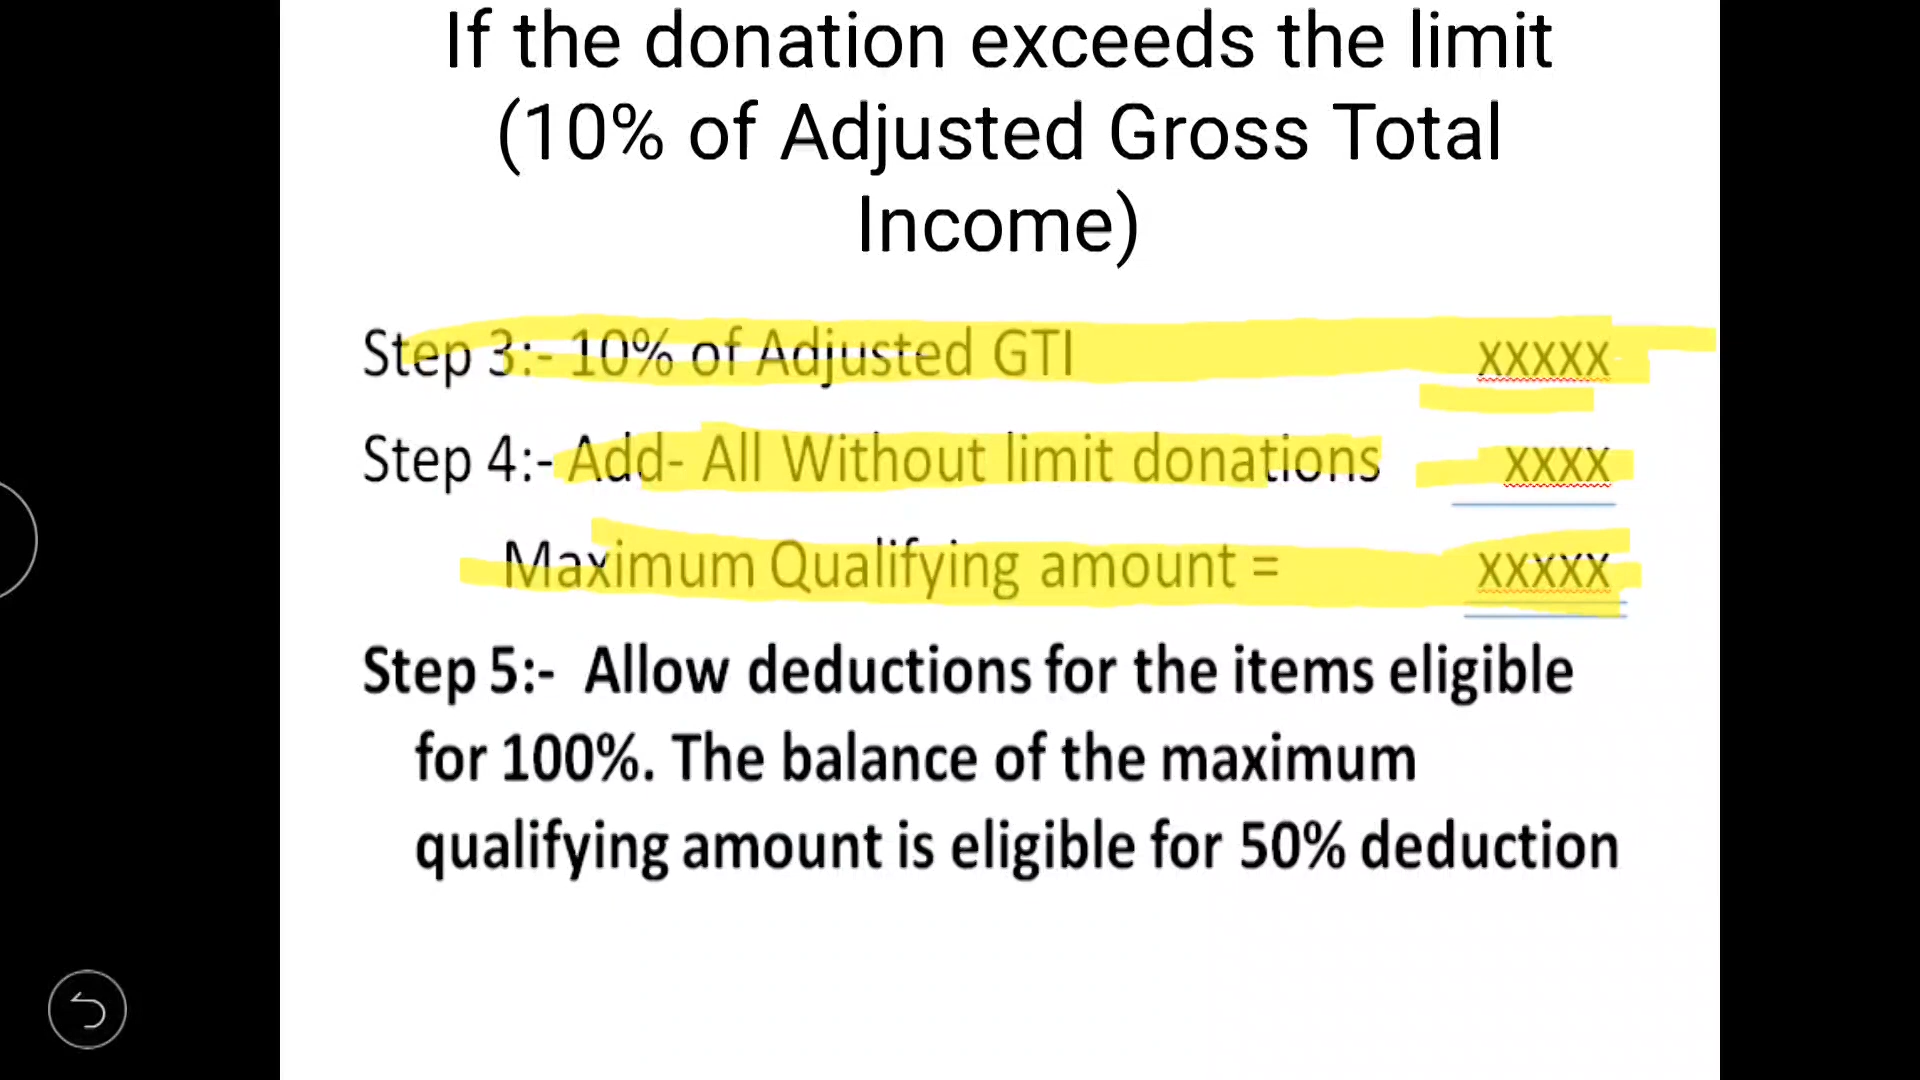 If the donation exceeds the limit
(10% of Adjusted Gross Total
Income)
Step 3:- 10% of Adjusted GTI xxxxx
Step 4:- Add- All Without limit donations xxxx
Maximum Qualifying amount = xxxxx
Step 5:- Allow deductions for the items eligible
for 100%. The balance of the maximum
qualifying amount is eligible for 50% deduction